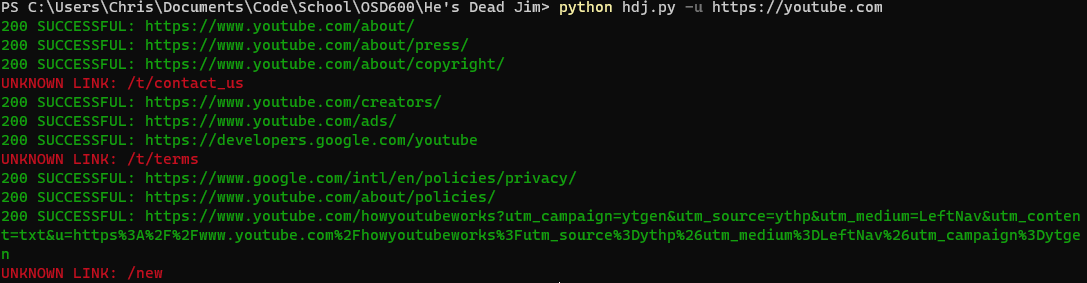 PS C:\Users\Chris\Documents\Code\School\OSD600\He's Dead Jim> python hdj.py -u https://youtube.com
200 SUCCESSFUL: https://www.youtube.com/about/
200 SUCCESSFUL: https://www.youtube.com/about/press/
200 SUCCESSFUL: https://www.youtube.com/about/copyright/
UNKNOWN LINK: /t/contact_us
200 SUCCESSFUL: https://www.youtube.com/creators/
200 SUCCESSFUL: https://www.youtube.com/ads/
200 SUCCESSFUL: https://developers.google.com/youtube
UNKNOWN LINK: /t/terms
200 SUCCESSFUL: https://www.google.com/intl/en/policies/privacy/
200 SUCCESSFUL: https://www.youtube.com/about/policies/
200 SUCCESSFUL: https://www.youtube.com/howyoutubeworks?utm_campaign=ytgen&utm_source=ythp&utm_medium=LeftNav&utm_conten
t=txt&u=https%3A%2F%2Fwww.youtube.com%2Fhowyoutubeworks%3Futm_source%3Dythp%26utm_medium%3DLeftNav%26utm_campaign%3Dytge
n
UNKNOWN LINK: /new